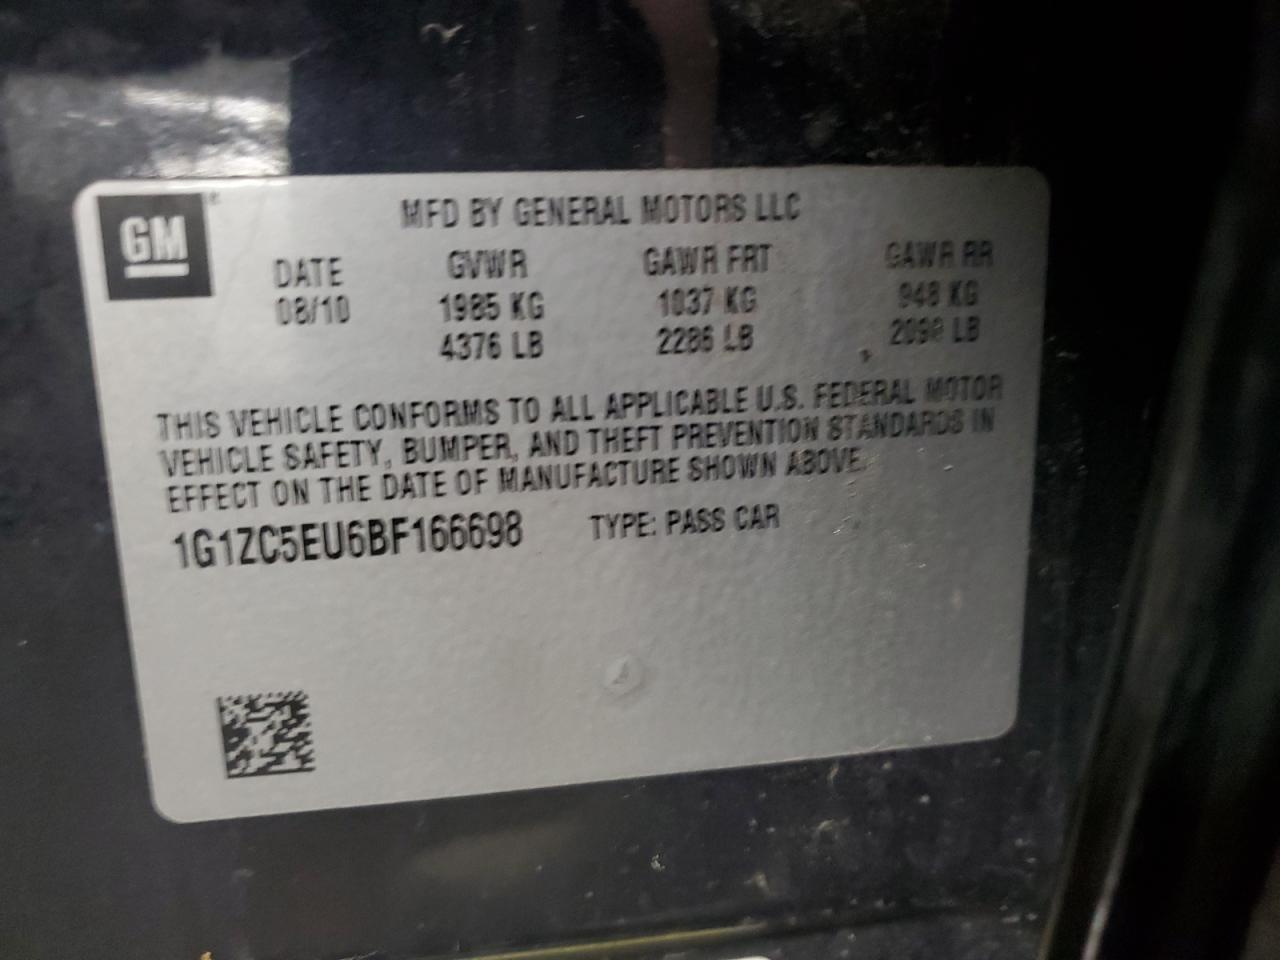 GM
MFD BY GENERAL MOTORS LLC
DATE GVWR GAWR FRT GAWR RR
08/10 1985 KG 1037 KG 948 KG
4376 LB 2286 LB 2090 LB
THIS VEHICLE CONFORMS TO ALL APPLICABLE U.S. FEDERAL MOTOR
VEHICLE SAFETY, BUMPER, AND THEFT PREVENTION STANDARDS IN
EFFECT ON THE DATE OF MANUFACTURE SHOWN ABOVE.
1G1ZC5EU6BF166698 TYPE: PASS CAR